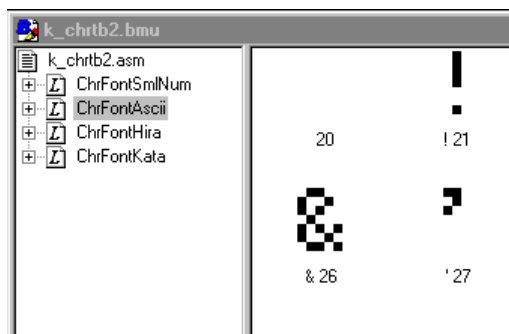 k_chrtb2.bmu
k_chrtb2.asm
ChrFontSmlNum
ChrFontAscii
ChrFontHira
ChrFontKata
!
20
! 21
&
'
& 26
' 27